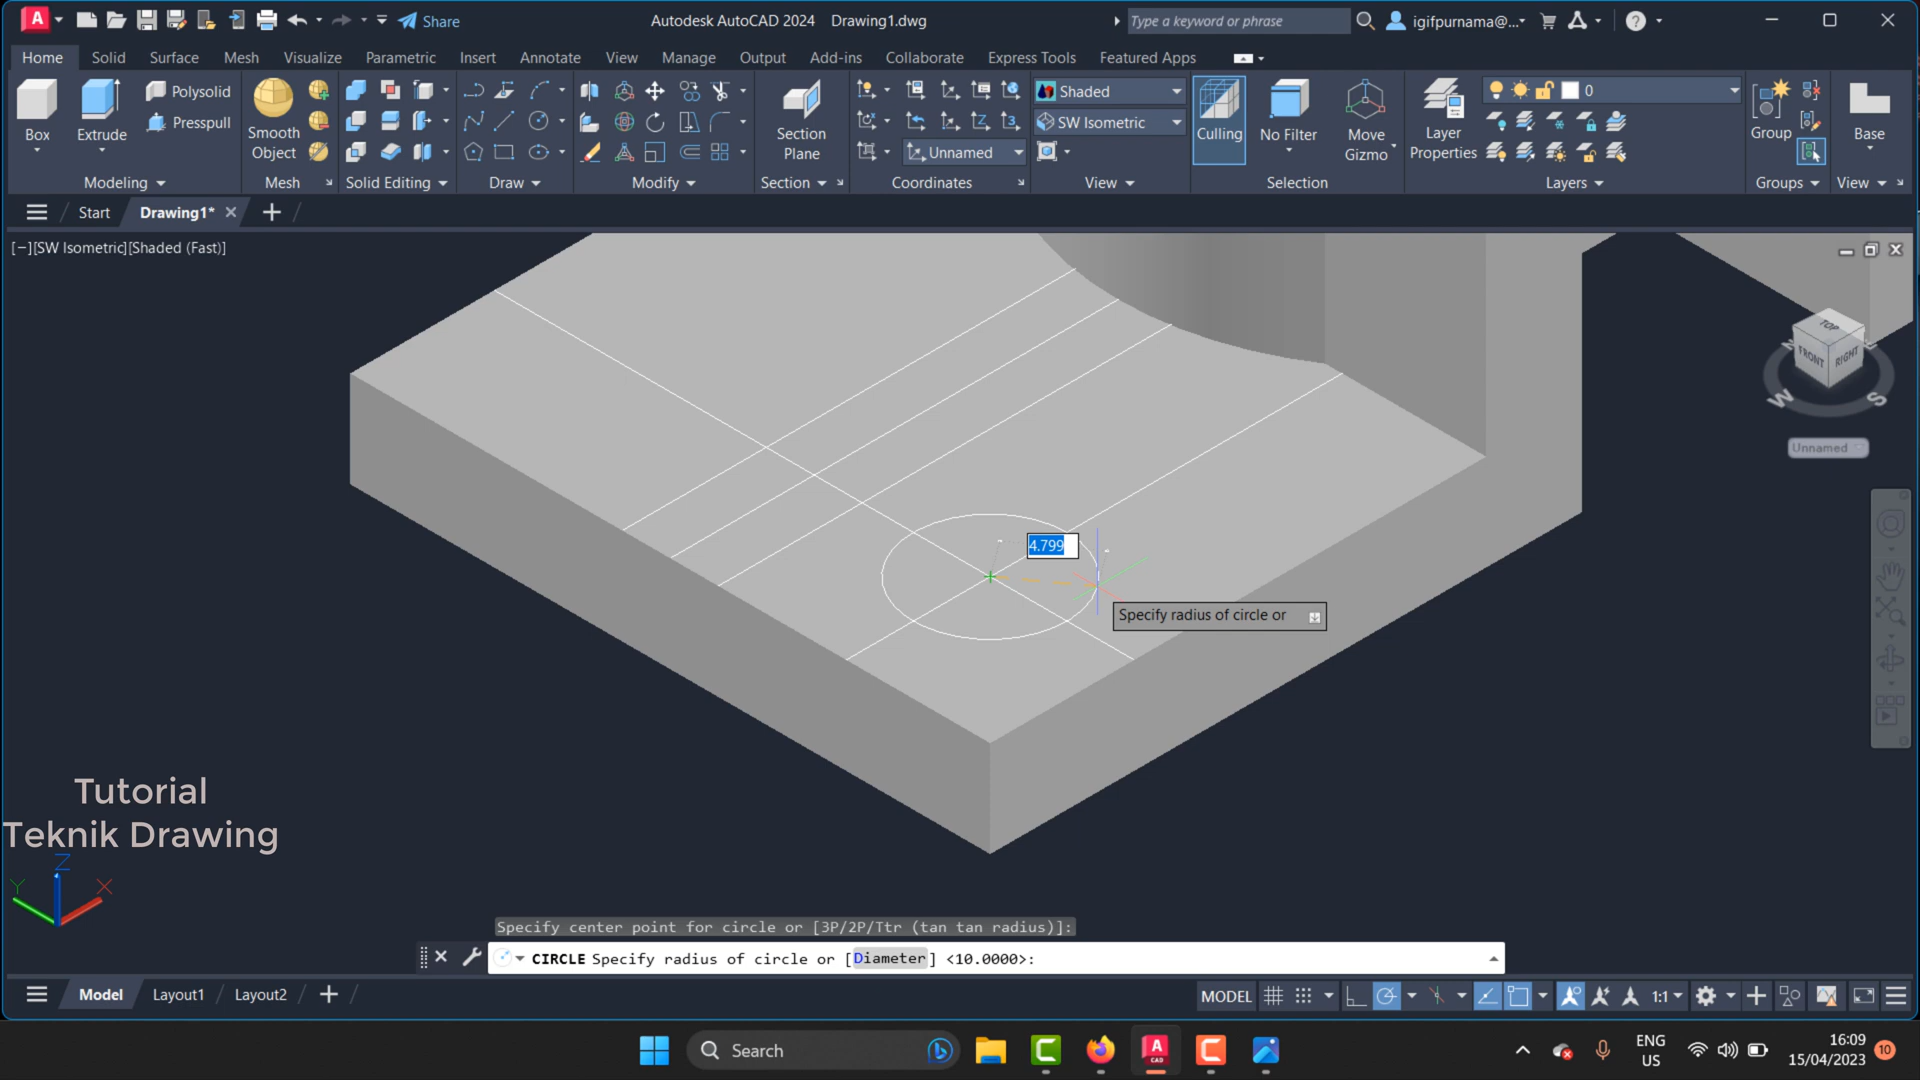 A
Share
Autodesk AutoCAD 2024 Drawing1.dwg
Type a keyword or phrase
igifpurnama@...
Home Solid Surface Mesh Visualize Parametric Insert Annotate View Manage Output Add-ins Collaborate Express Tools Featured Apps
Box
Extrude
Polysolid
Presspull
Modeling
Smooth
Object
Mesh
Solid Editing
Draw
Modify
Section
Plane
Section
Unnamed
Coordinates
Shaded
SW Isometric
View
Culling
No Filter
Move
Gizmo
Selection
Layer
Properties
0
Layers
Group
Groups
Base
View
Start Drawing1*
[−][SW Isometric][Shaded (Fast)]
TOP
FRONT RIGHT
W S
Unnamed
4.799
Specify radius of circle or
Tutorial
Teknik Drawing
Z
Y X
Specify center point for circle or [3P/2P/Ttr (tan tan radius)]:
CIRCLE Specify radius of circle or [Diameter] <10.0000>:
Model Layout1 Layout2
MODEL
1:1
Search
A
CAD
ENG
US
16:09
15/04/2023
10